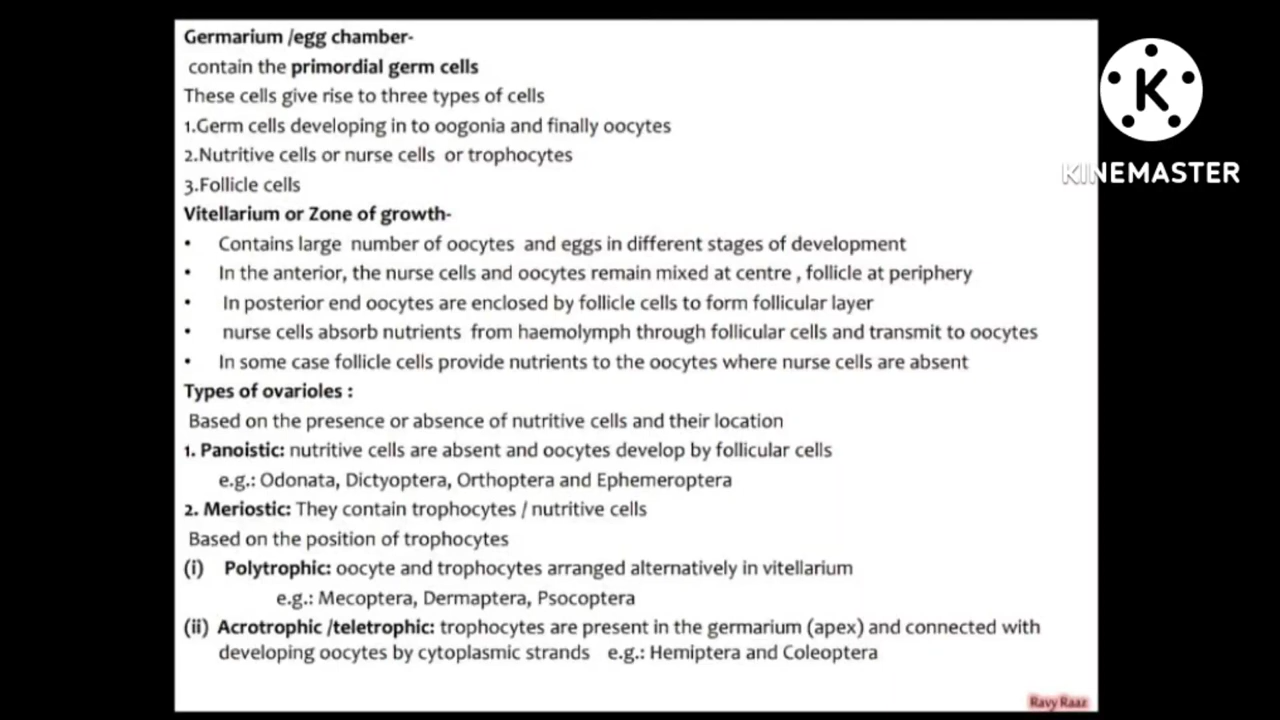 Germarium /egg chamber-
contain the primordial germ cells
These cells give rise to three types of cells
1.Germ cells developing in to oogonia and finally oocytes
2.Nutritive cells or nurse cells or trophocytes
3.Follicle cells
Vitellarium or Zone of growth-
• Contains large number of oocytes and eggs in different stages of development
• In the anterior, the nurse cells and oocytes remain mixed at centre , follicle at periphery
• In posterior end oocytes are enclosed by follicle cells to form follicular layer
• nurse cells absorb nutrients from haemolymph through follicular cells and transmit to oocytes
• In some case follicle cells provide nutrients to the oocytes where nurse cells are absent
Types of ovarioles :
Based on the presence or absence of nutritive cells and their location
1. Panoistic: nutritive cells are absent and oocytes develop by follicular cells
e.g.: Odonata, Dictyoptera, Orthoptera and Ephemeroptera
2. Meriostic: They contain trophocytes / nutritive cells
Based on the position of trophocytes
(i) Polytrophic: oocyte and trophocytes arranged alternatively in vitellarium
e.g.: Mecoptera, Dermaptera, Psocoptera
(ii) Acrotrophic /teletrophic: trophocytes are present in the germarium (apex) and connected with
developing oocytes by cytoplasmic strands e.g.: Hemiptera and Coleoptera
Ravy Raaz
K
KINEMASTER